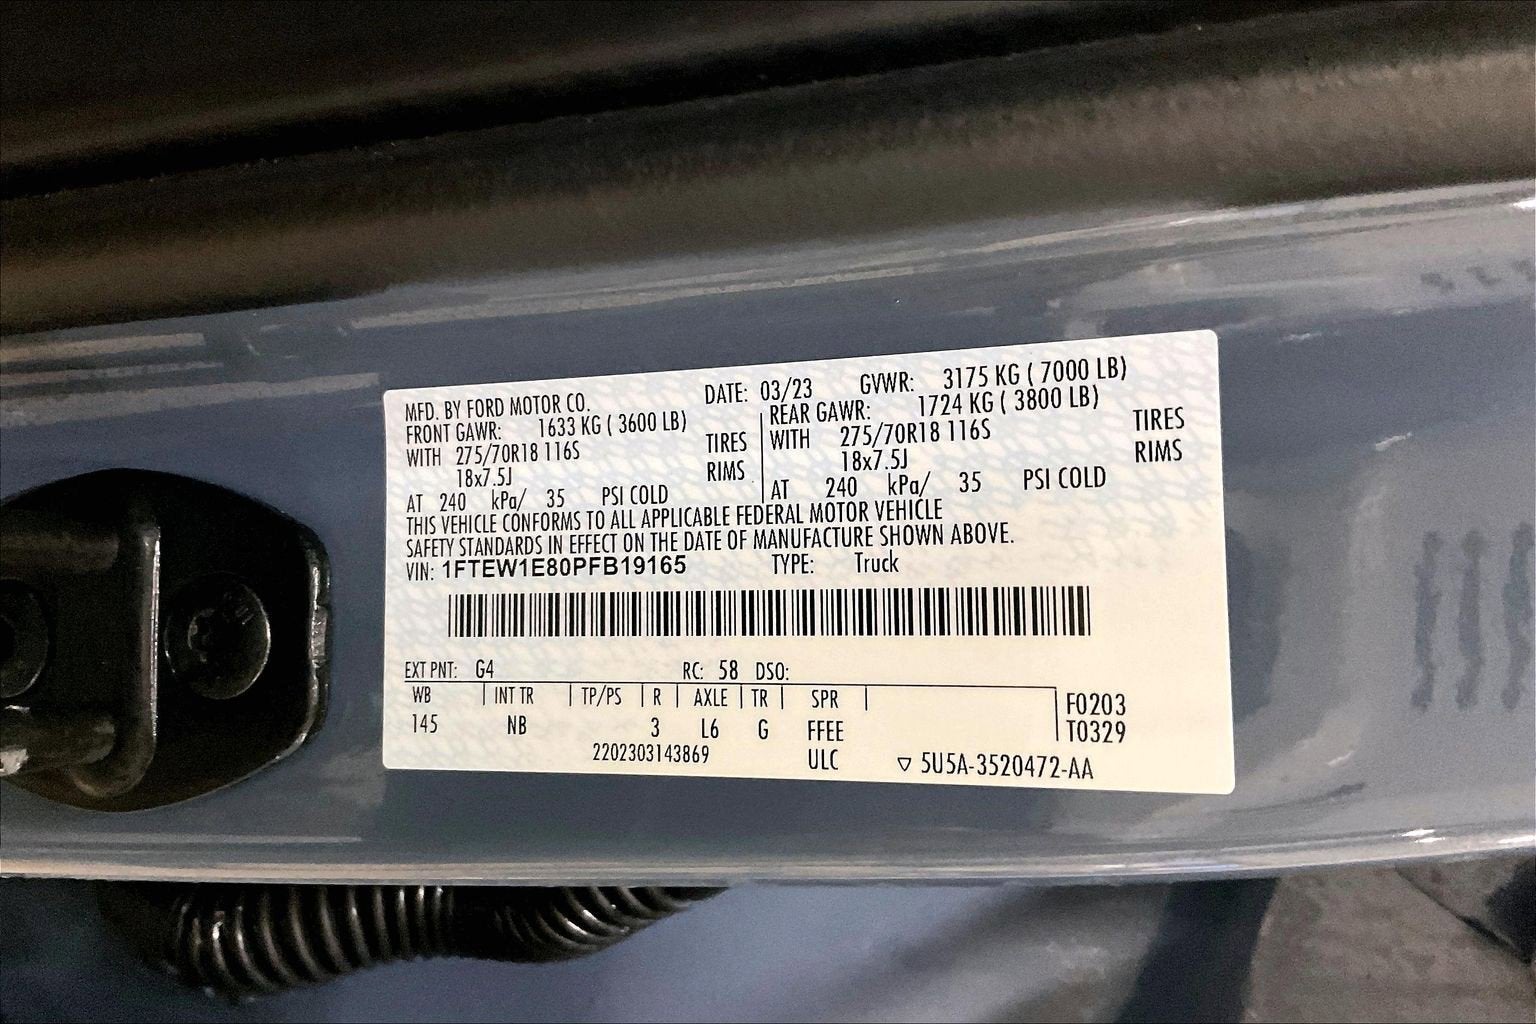 MFD. BY FORD MOTOR CO. DATE: 03/23 GVWR: 3175 KG ( 7000 LB)
FRONT GAWR: 1633 KG ( 3600 LB) REAR GAWR: 1724 KG ( 3800 LB)
WITH 275/70R18 116S TIRES WITH 275/70R18 116S TIRES
18x7.5J RIMS 18x7.5J RIMS
AT 240 kPa/ 35 PSI COLD AT 240 kPa/ 35 PSI COLD
THIS VEHICLE CONFORMS TO ALL APPLICABLE FEDERAL MOTOR VEHICLE
SAFETY STANDARDS IN EFFECT ON THE DATE OF MANUFACTURE SHOWN ABOVE.
VIN: 1FTEW1E80PFB19165 TYPE: Truck
EXT PNT: G4 RC: 58 DSO:
WB | INT TR | TP/PS | R | AXLE | TR | SPR | F0203
145 NB 3 L6 G FFEE T0329
2202303143869 ULC ▽ 5U5A-3520472-AA